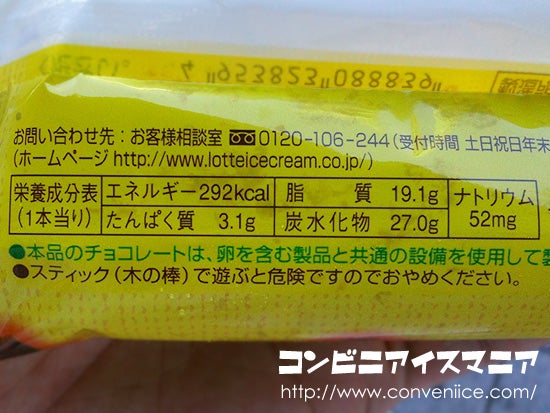 4 953823 088839
お問い合わせ先：お客様相談室 0120-106-244（受付時間 土日祝日年末
（ホームページ http://www.lotteicecream.co.jp/）
栄養成分表 エネルギー292kcal 脂 質 19.1g ナトリウム
（1本当り） たんぱく質 3.1g 炭水化物 27.0g 52mg
●本品のチョコレートは、卵を含む製品と共通の設備を使用して製
●スティック（木の棒）で遊ぶと危険ですのでおやめください。
コンビニアイスマニア
http://www.conveniice.com/